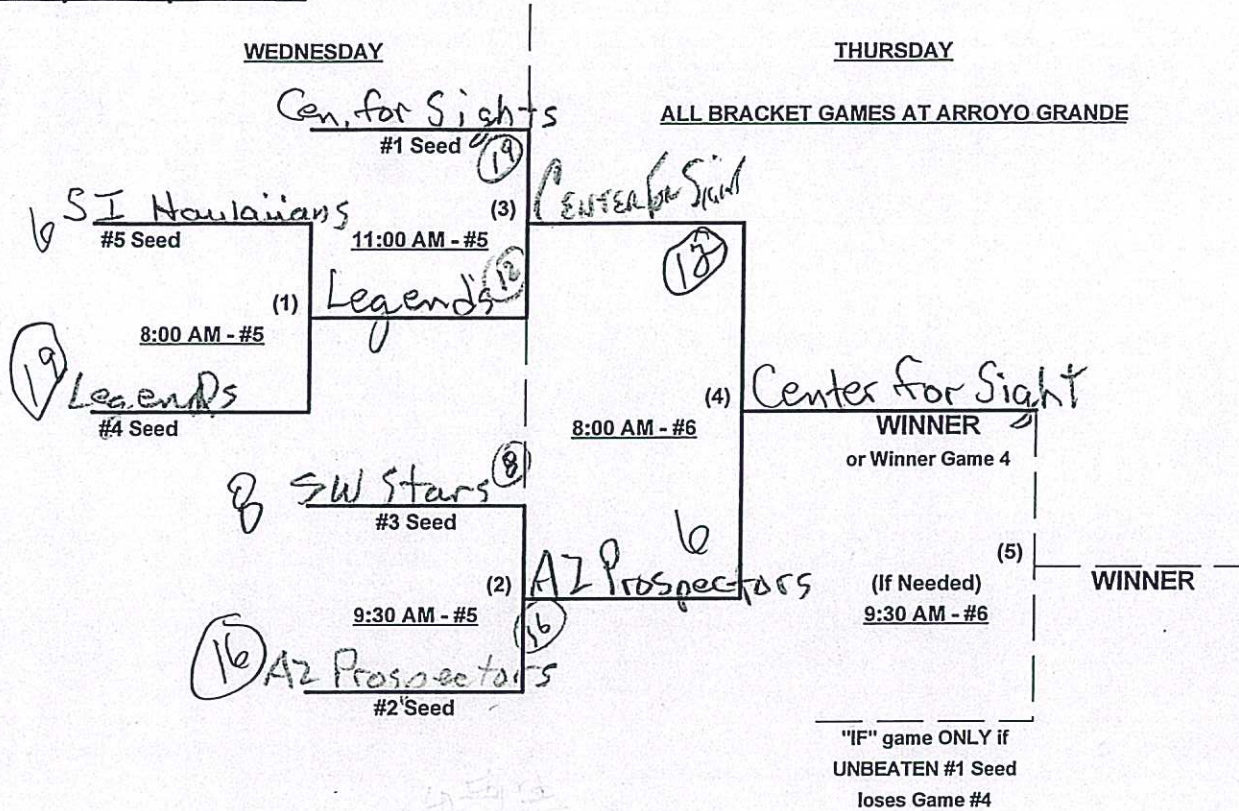 WEDNESDAY
THURSDAY
ALL BRACKET GAMES AT ARROYO GRANDE
Cen. for Sights
#1 Seed
19
SI Haulaiians
6
#5 Seed
(3)
11:00 AM - #5
Center for Sight
(1)
Legends
12
8:00 AM - #5
19
Legends
#4 Seed
(4)
8:00 AM - #6
Center for Sight
WINNER
or Winner Game 4
8
SW Stars
8
#3 Seed
(2)
9:30 AM - #5
AZ Prospectors
6
16
16
AZ Prospectors
#2 Seed
(5)
(If Needed)
9:30 AM - #6
WINNER
"IF" game ONLY if
UNBEATEN #1 Seed
loses Game #4